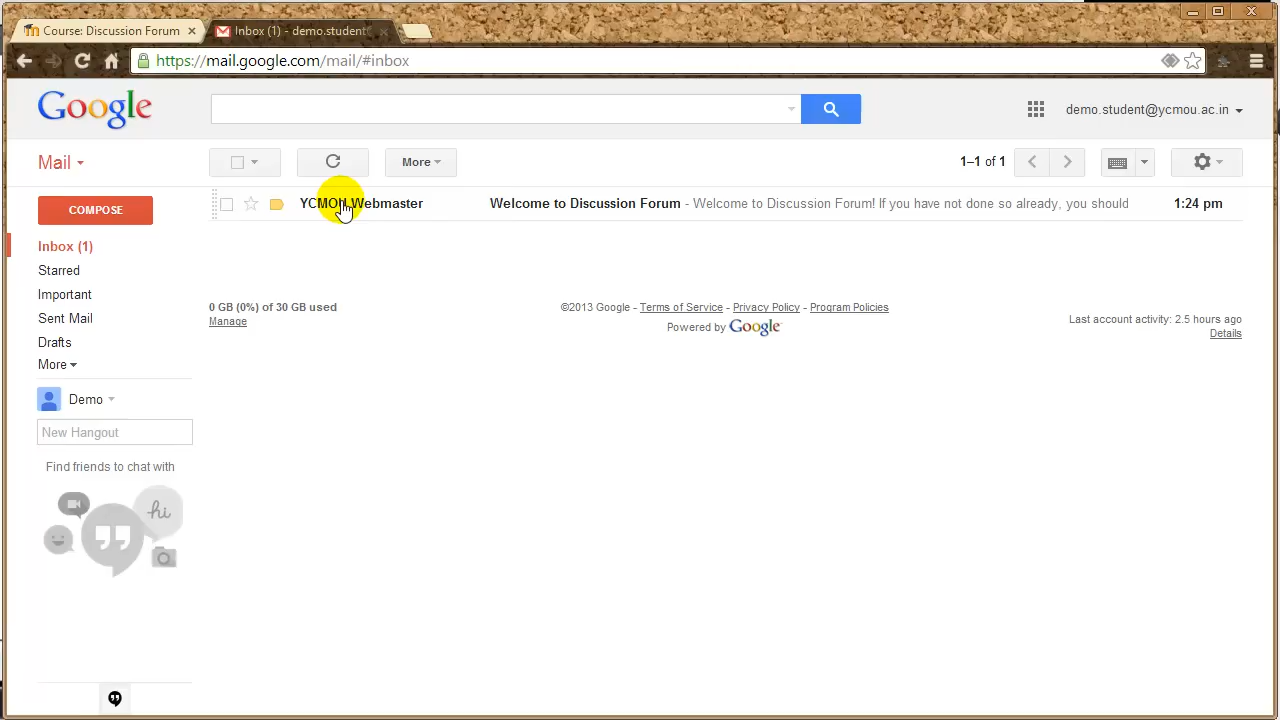 Course: Discussion Forum
Inbox (1) - demo.student
https://mail.google.com/mail/#inbox
Google
demo.student@ycmou.ac.in
Mail
More
1–1 of 1
COMPOSE
YCMOU Webmaster Welcome to Discussion Forum - Welcome to Discussion Forum! If you have not done so already, you should 1:24 pm
Inbox (1)
Starred
Important
Sent Mail
Drafts
More
0 GB (0%) of 30 GB used
Manage
©2013 Google - Terms of Service - Privacy Policy - Program Policies
Powered by Google
Last account activity: 2.5 hours ago
Details
Demo
New Hangout
Find friends to chat with
hi